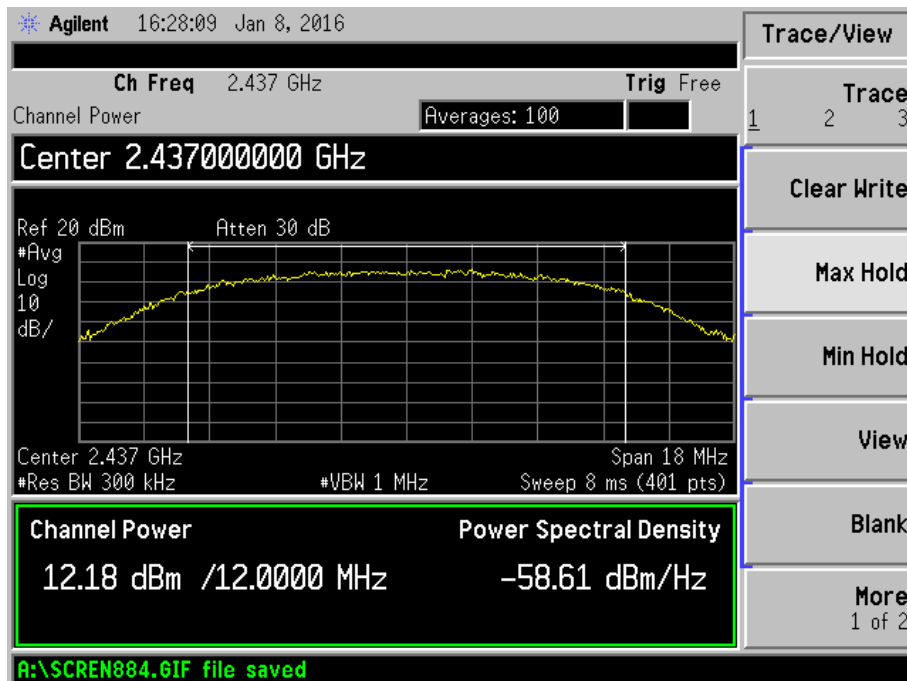 Agilent 16:28:09 Jan 8, 2016
Trace/View
Ch Freq 2.437 GHz Trig Free
Channel Power Averages: 100
Trace
1 2 3
Center 2.437000000 GHz
Clear Write
Ref 20 dBm Atten 30 dB
#Avg
Log
10
dB/
Max Hold
Min Hold
View
Center 2.437 GHz Span 18 MHz
#Res BW 300 kHz #VBW 1 MHz Sweep 8 ms (401 pts)
Channel Power Power Spectral Density
Blank
12.18 dBm /12.0000 MHz -58.61 dBm/Hz
More
1 of 2
A:\SCREN884.GIF file saved